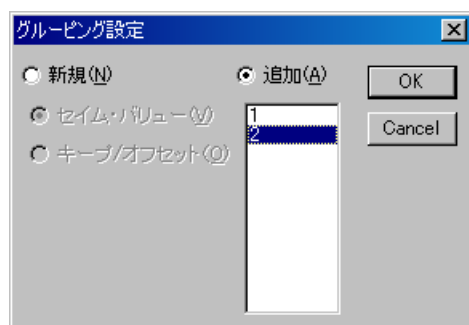 グルーピング設定
新規(N)
追加(A)
OK
セイム・バリュー(V)
1
Cancel
2
キープ/オフセット(O)